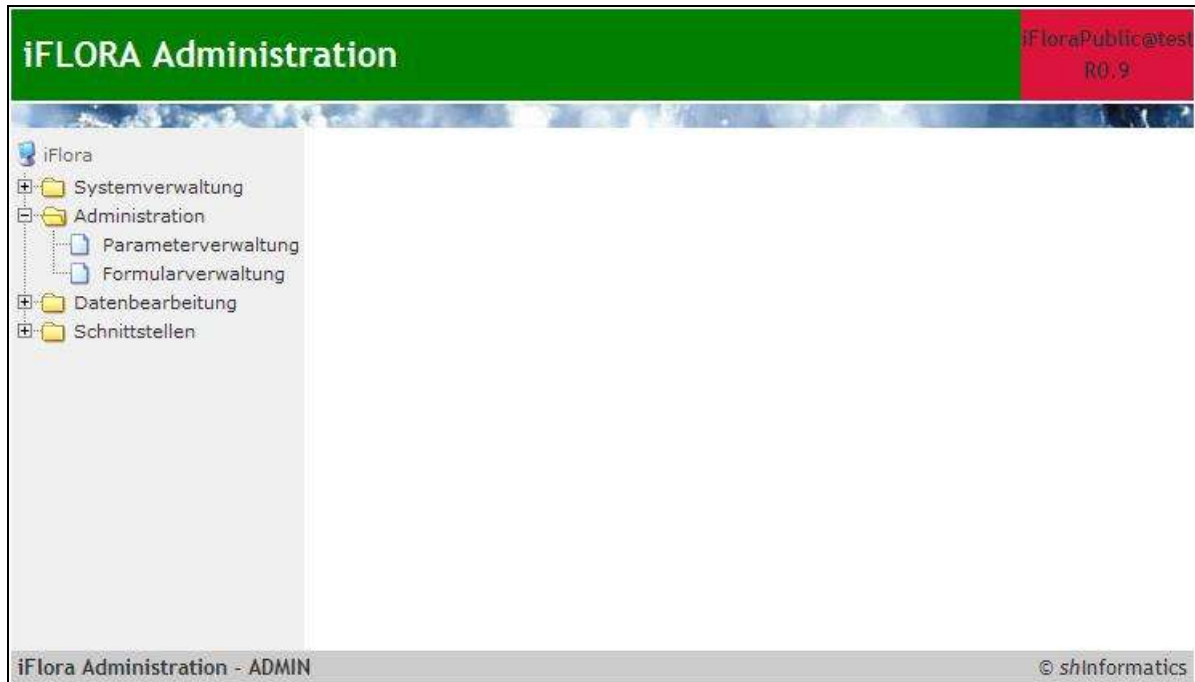 iFLORA Administration
iFloraPublic@test
R0.9
iFlora
Systemverwaltung
Administration
Parameterverwaltung
Formularverwaltung
Datenbearbeitung
Schnittstellen
iFlora Administration - ADMIN
© shInformatics